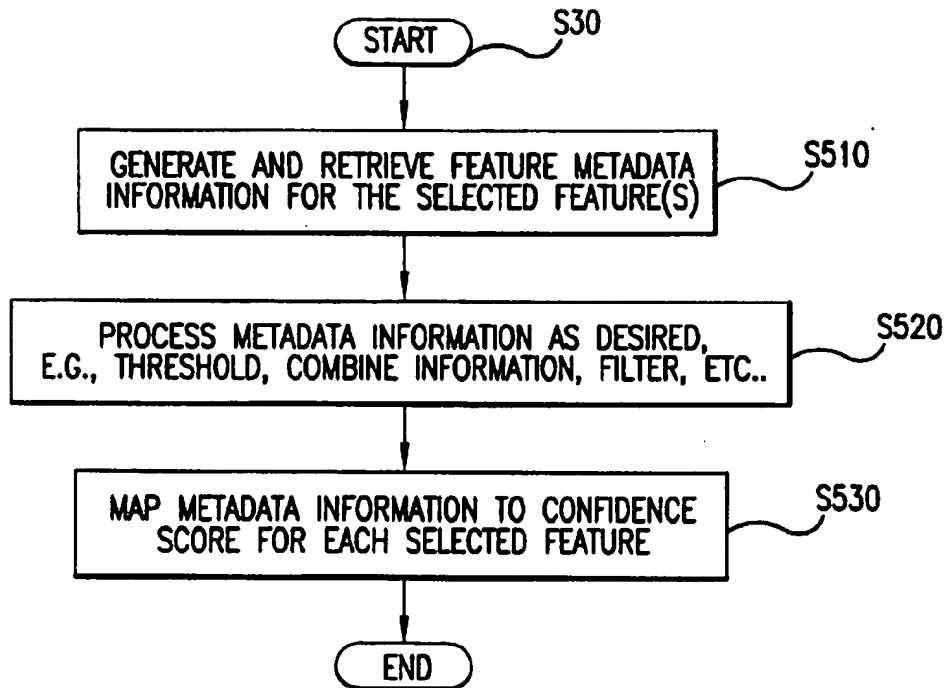 START
S30
GENERATE AND RETRIEVE FEATURE METADATA
INFORMATION FOR THE SELECTED FEATURE(S)
S510
PROCESS METADATA INFORMATION AS DESIRED,
E.G., THRESHOLD, COMBINE INFORMATION, FILTER, ETC..
S520
MAP METADATA INFORMATION TO CONFIDENCE
SCORE FOR EACH SELECTED FEATURE
S530
END